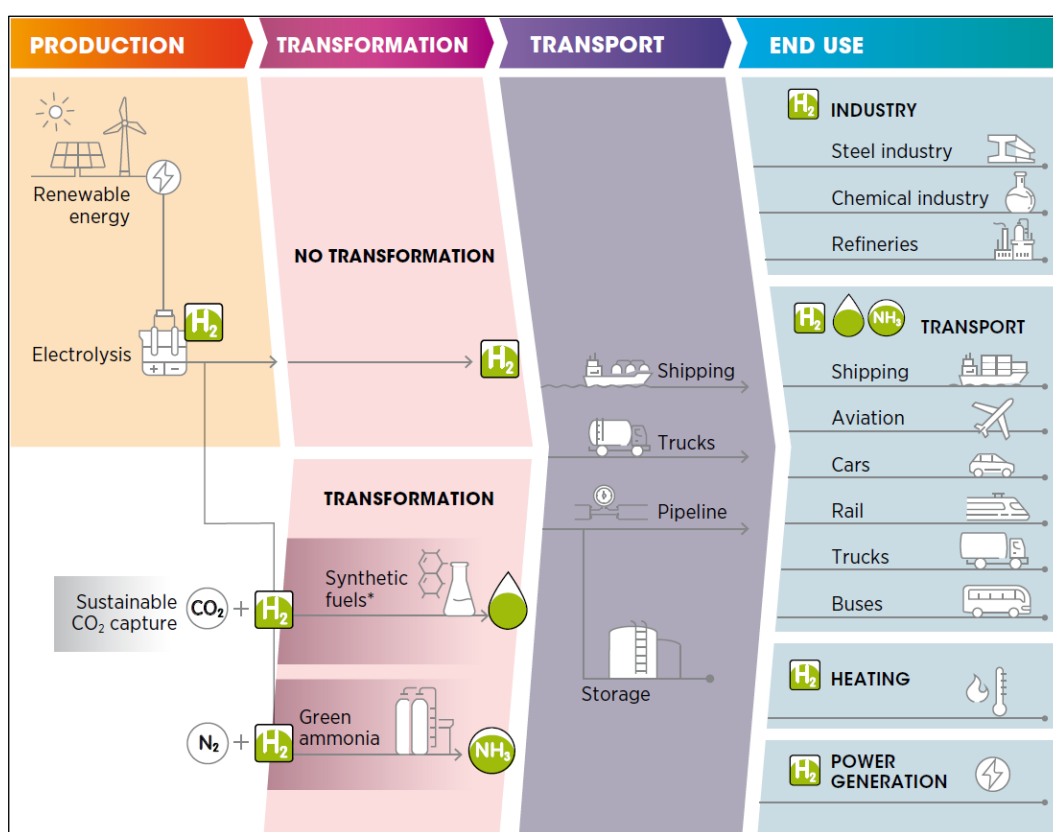 PRODUCTION
TRANSFORMATION
TRANSPORT
END USE
Renewable
energy
Electrolysis
H₂
NO TRANSFORMATION
H₂
TRANSFORMATION
Sustainable
CO₂ capture
CO₂ + H₂
Synthetic
fuels*
N₂ + H₂
Green
ammonia
NH₃
Shipping
Trucks
Pipeline
Storage
H₂ INDUSTRY
Steel industry
Chemical industry
Refineries
H₂ NH₃ TRANSPORT
Shipping
Aviation
Cars
Rail
Trucks
Buses
H₂ HEATING
H₂ POWER
GENERATION